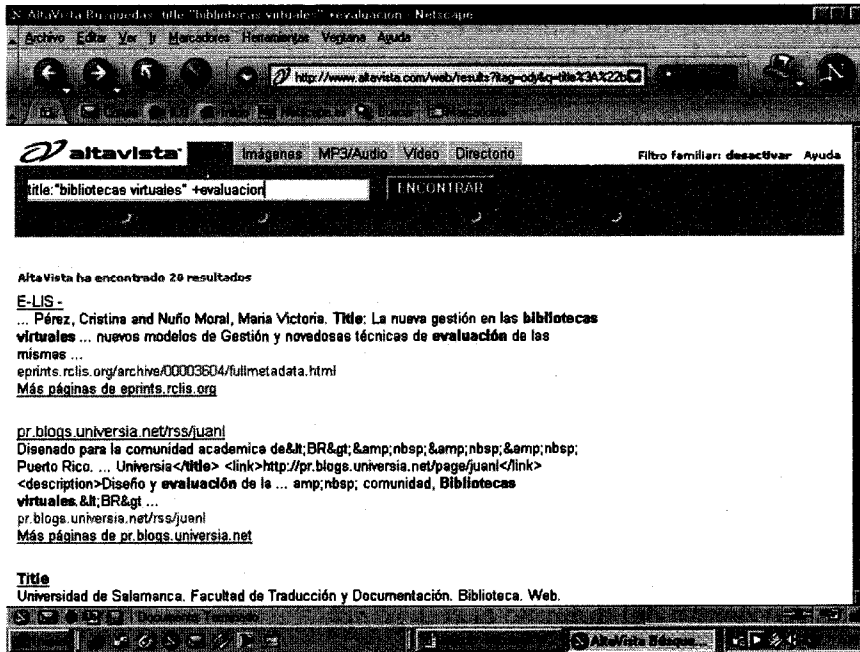 AltaVista Búsquedas: title:"bibliotecas virtuales" +evaluacion - Netscape
Archivo Editar Ver Ir Marcadores Herramientas Ventana Ayuda
http://www.altavista.com/web/results?itag=ody&q=title%3A%22b
altavista Imágenes MP3/Audio Vídeo Directorio Filtro familiar: desactivar Ayuda
title:"bibliotecas virtuales" +evaluacion ENCONTRAR
AltaVista ha encontrado 20 resultados
E-LIS -
... Pérez, Cristina and Nuño Moral, Maria Victoria. Title: La nueva gestión en las bibliotecas
virtuales ... nuevos modelos de Gestión y novedosas técnicas de evaluación de las
mismas ...
eprints.rclis.org/archive/00003604/fullmetadata.html
Más páginas de eprints.rclis.org
pr.blogs.universia.net/rss/juanl
Disenado para la comunidad academica de&lt;BR&gt;&amp;nbsp;&amp;nbsp;&amp;nbsp;
Puerto Rico. ... Universia</title> <link>http://pr.blogs.universia.net/page/juanl</link>
<description>Diseño y evaluación de la ... amp;nbsp; comunidad, Bibliotecas
virtuales.&lt;BR&gt ...
pr.blogs.universia.net/rss/juanl
Más páginas de pr.blogs.universia.net
Title
Universidad de Salamanca. Facultad de Traducción y Documentación. Biblioteca. Web.
AltaVista Búsque...